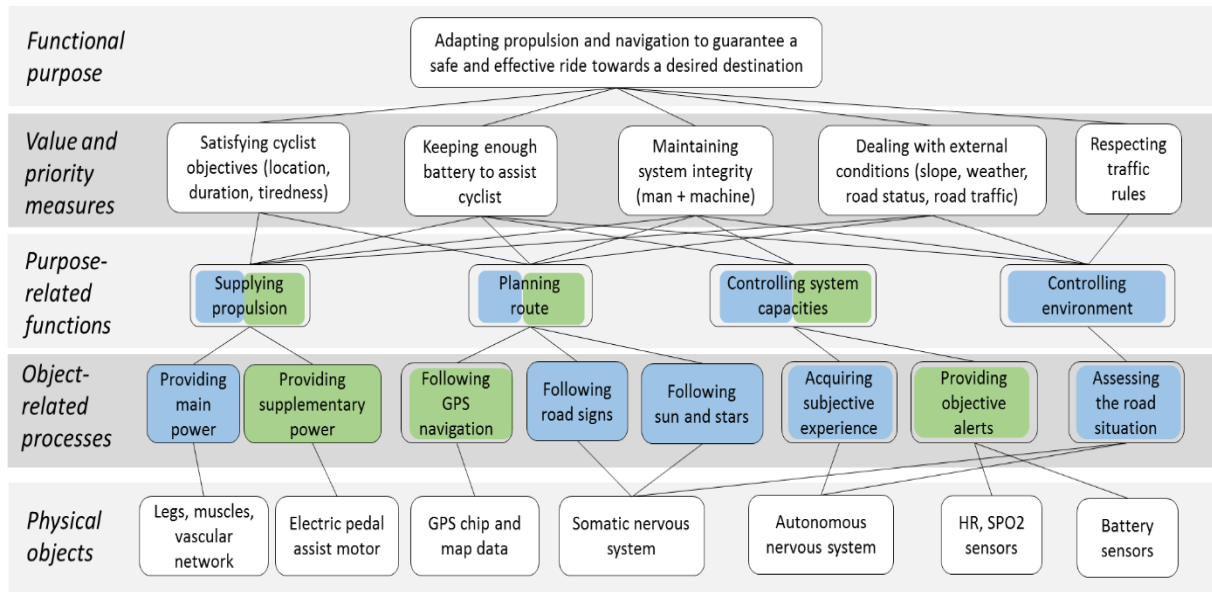 Functional
purpose
Adapting propulsion and navigation to guarantee a
safe and effective ride towards a desired destination
Value and
priority
measures
Satisfying cyclist
objectives (location,
duration, tiredness)
Keeping enough
battery to assist
cyclist
Maintaining
system integrity
(man + machine)
Dealing with external
conditions (slope, weather,
road status, road traffic)
Respecting
traffic
rules
Purpose-
related
functions
Supplying
propulsion
Planning
route
Controlling system
capacities
Controlling
environment
Object-
related
processes
Providing
main
power
Providing
supplementary
power
Following
GPS
navigation
Following
road signs
Following
sun and stars
Acquiring
subjective
experience
Providing
objective
alerts
Assessing
the road
situation
Physical
objects
Legs, muscles,
vascular
network
Electric pedal
assist motor
GPS chip and
map data
Somatic nervous
system
Autonomous
nervous system
HR, SPO2
sensors
Battery
sensors